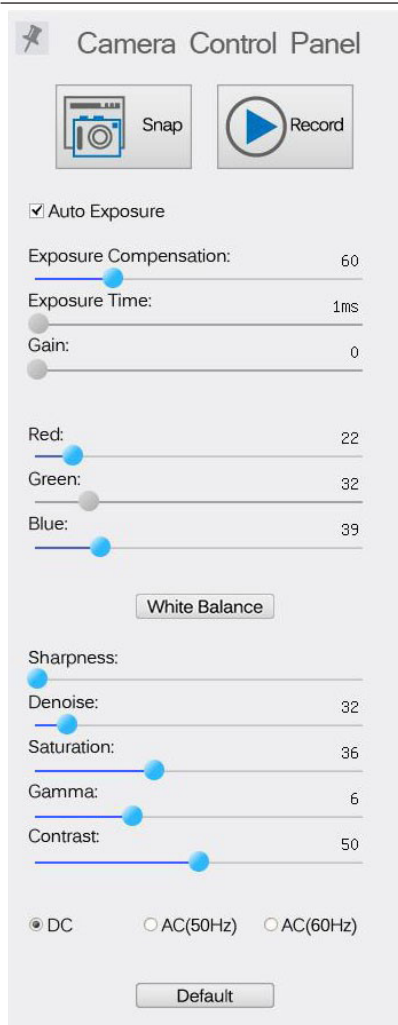 Camera Control Panel
Snap
Record
Auto Exposure
Exposure Compensation: 60
Exposure Time: 1ms
Gain: 0
Red: 22
Green: 32
Blue: 39
White Balance
Sharpness:
Denoise: 32
Saturation: 36
Gamma: 6
Contrast: 50
DC AC(50Hz) AC(60Hz)
Default